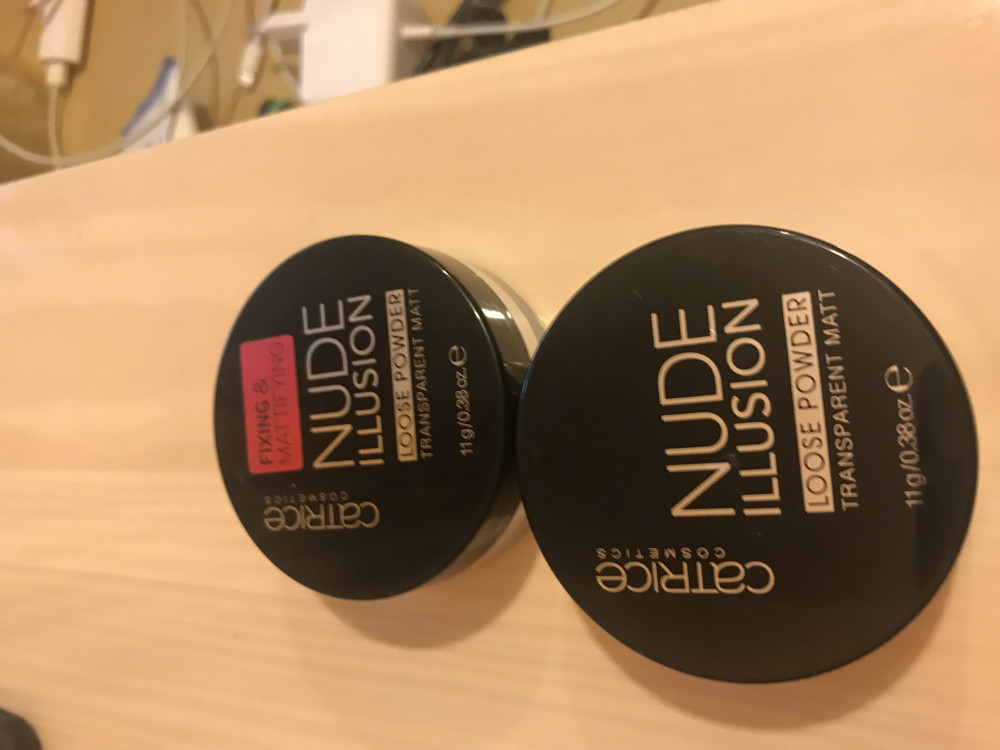 FIXING &
MATTIFYING
NUDE
ILLUSION
LOOSE POWDER
TRANSPARENT MATT
11g/0.38oz.℮
CATRICE
COSMETICS
NUDE
ILLUSION
LOOSE POWDER
TRANSPARENT MATT
11g/0.38oz.℮
CATRICE
COSMETICS